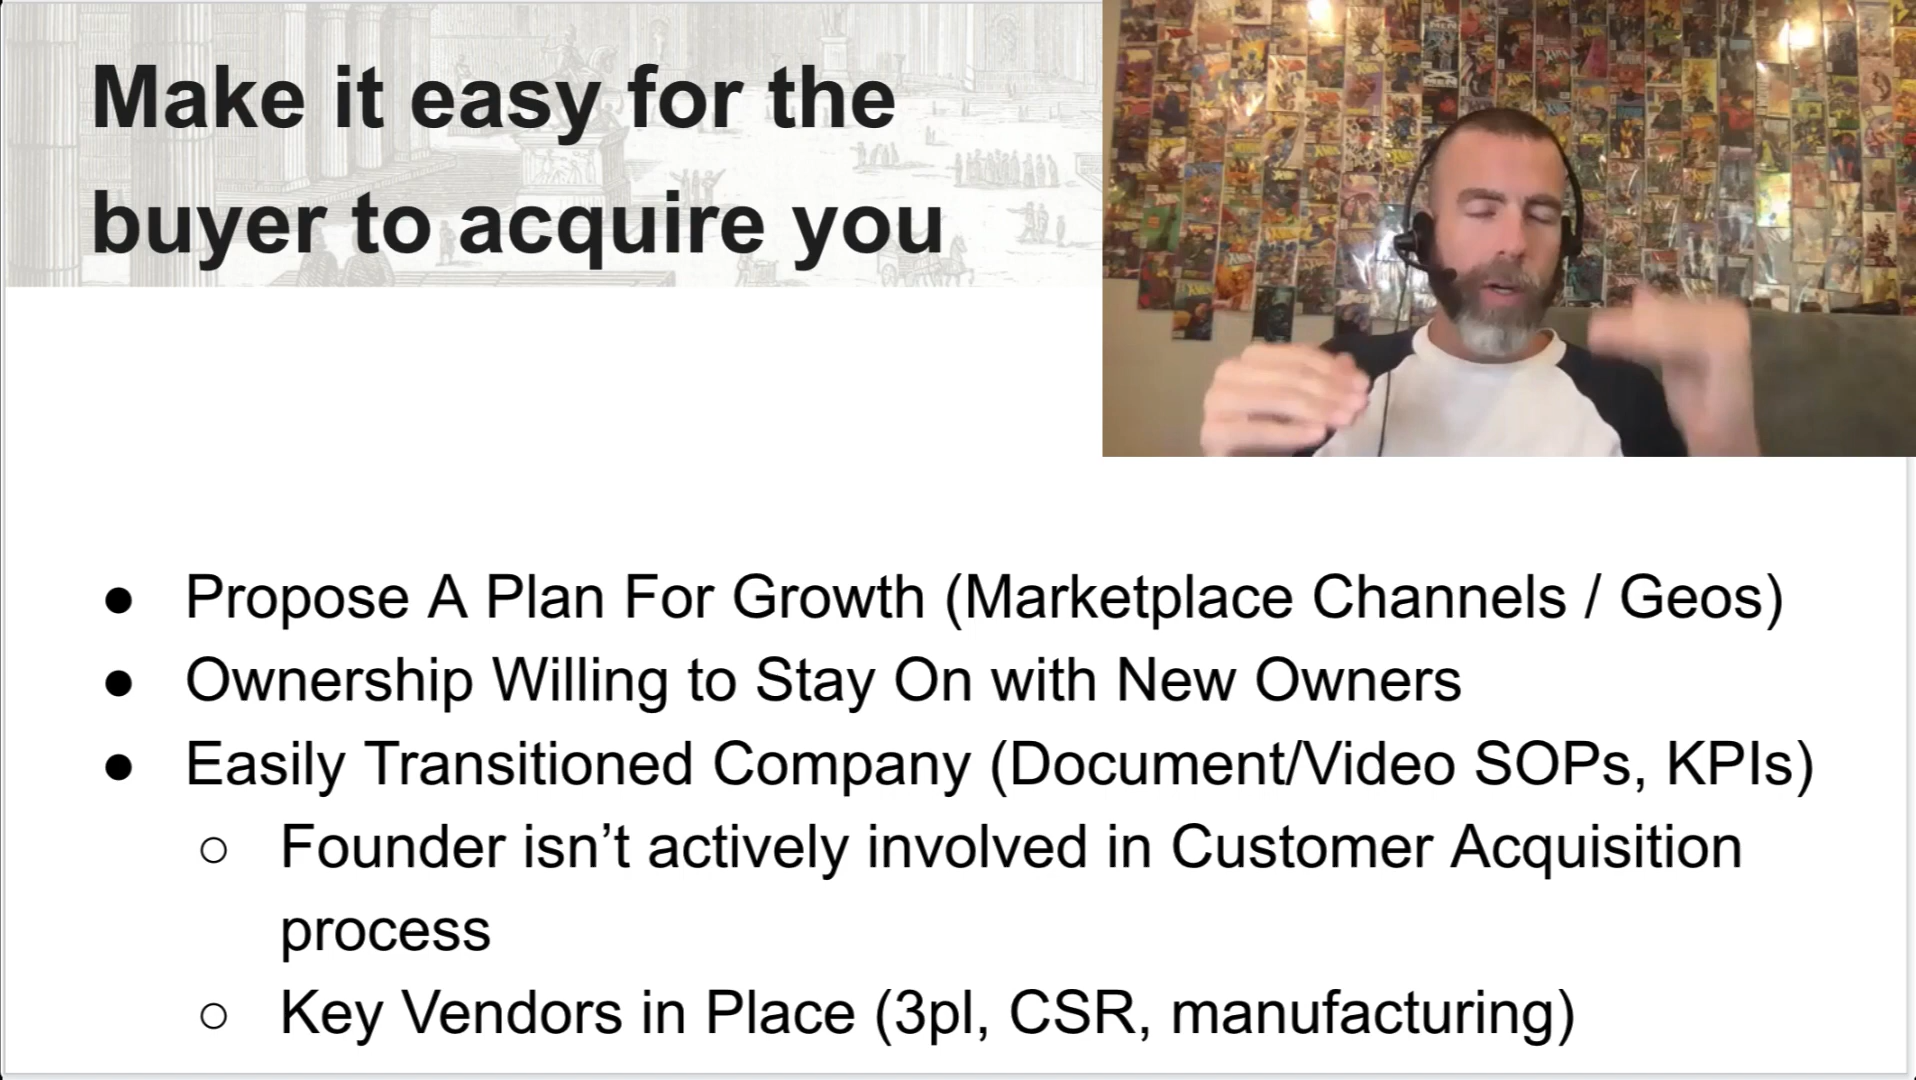 Make it easy for the
buyer to acquire you
● Propose A Plan For Growth (Marketplace Channels / Geos)
● Ownership Willing to Stay On with New Owners
● Easily Transitioned Company (Document/Video SOPs, KPIs)
○ Founder isn’t actively involved in Customer Acquisition
process
○ Key Vendors in Place (3pl, CSR, manufacturing)